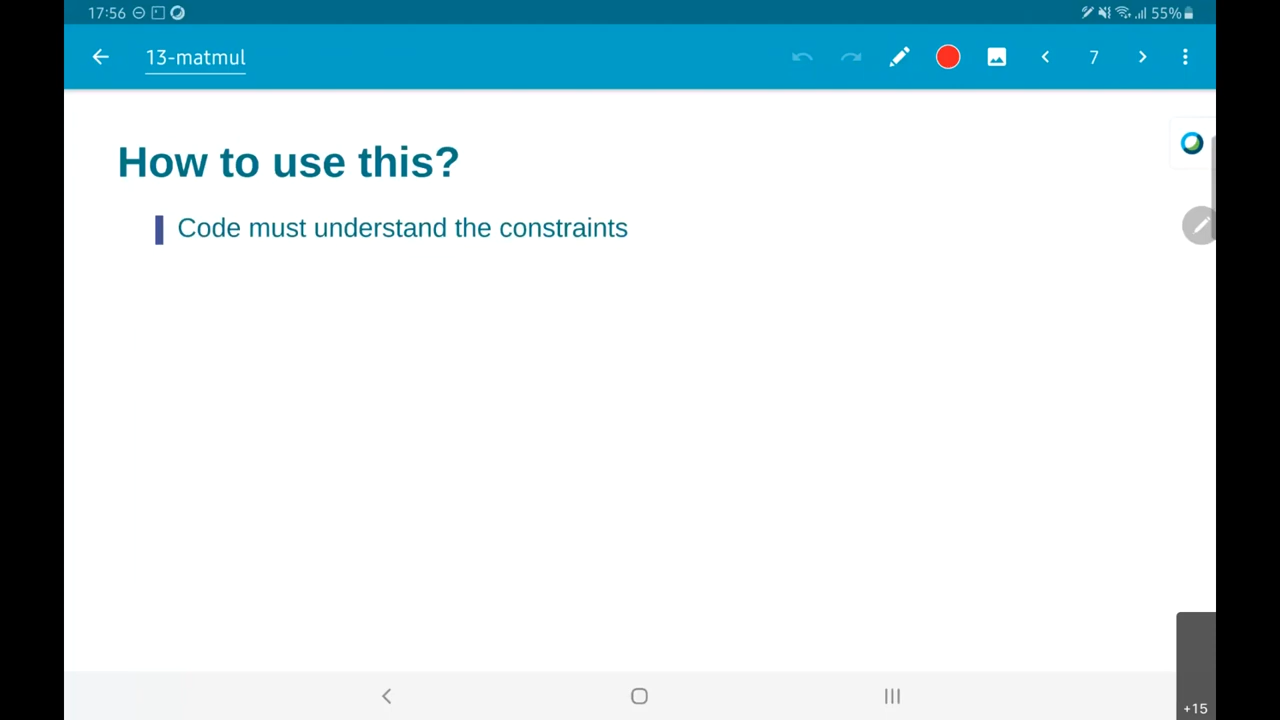 17:56
55%
13-matmul
7
How to use this?
Code must understand the constraints
+15